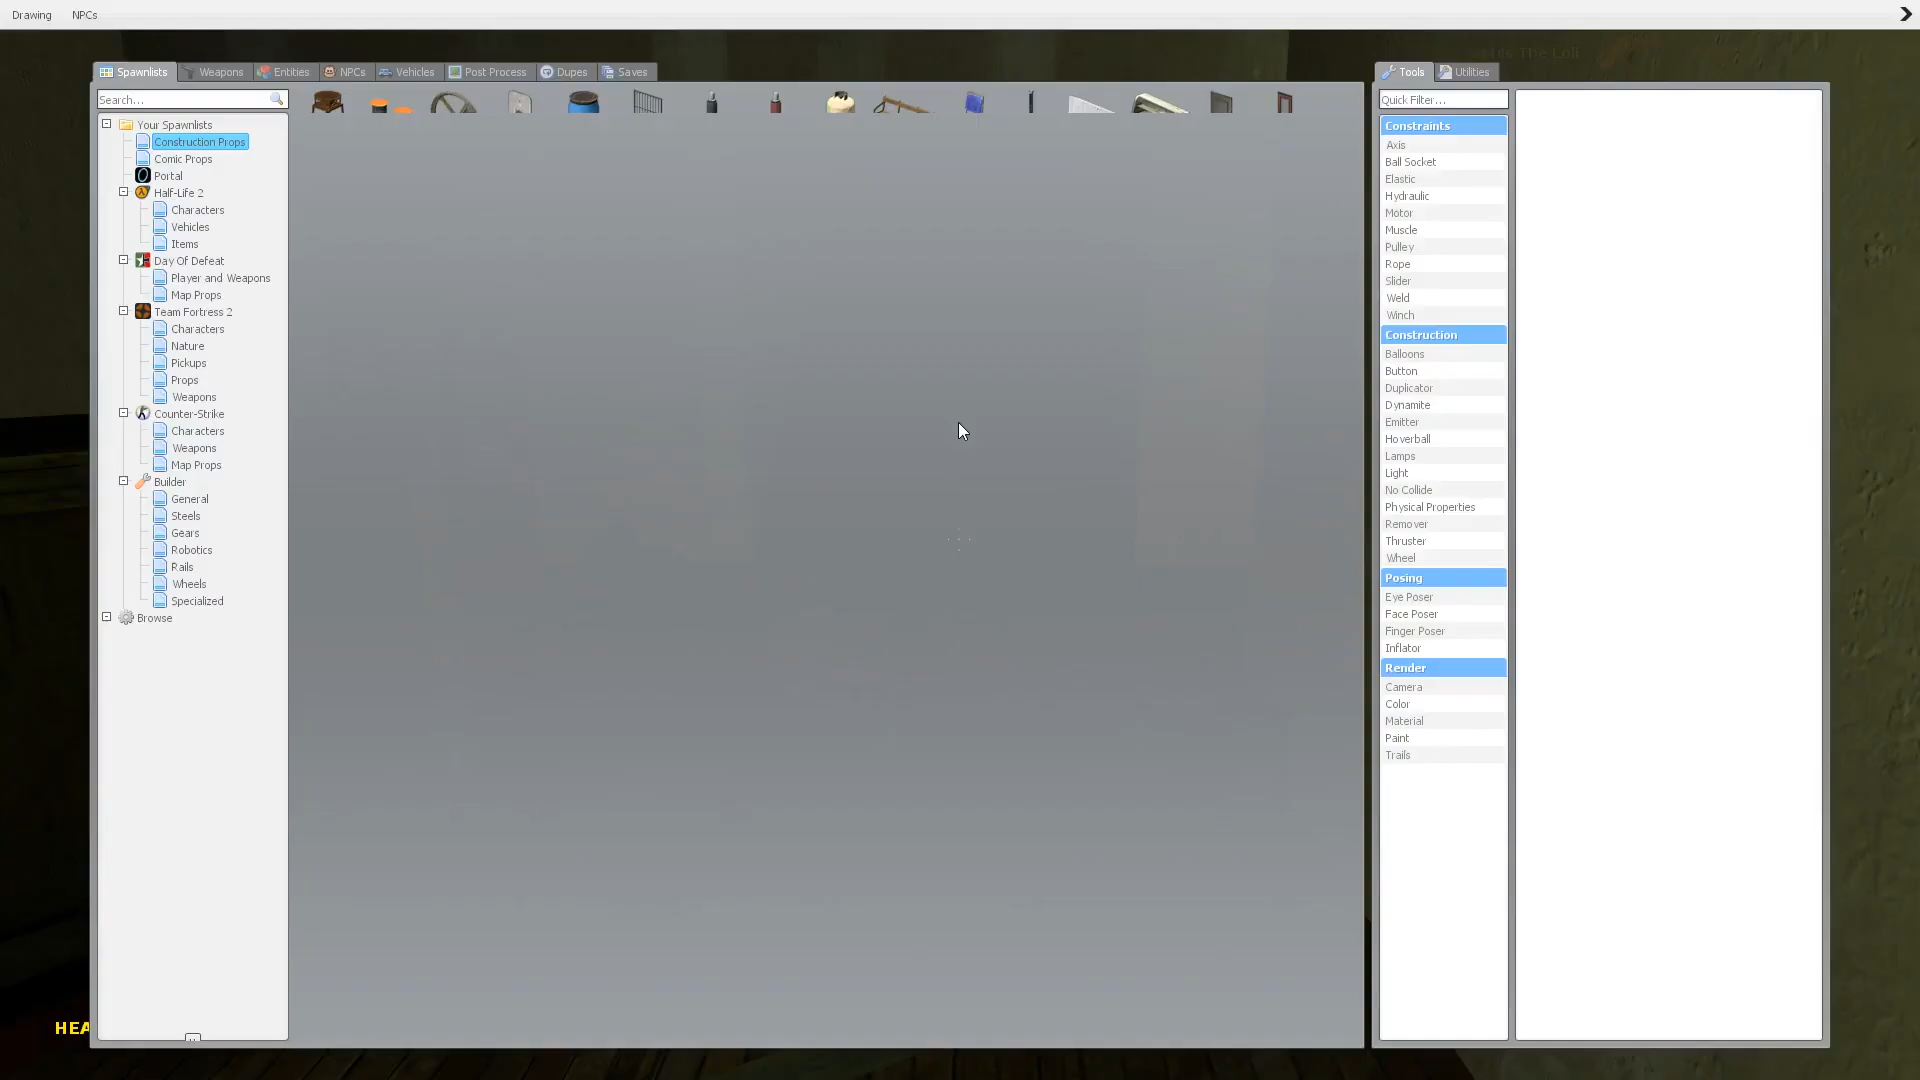 Drawing NPCs
Spawnlists Weapons Entities NPCs Vehicles Post Process Dupes Saves
Search...
Your Spawnlists
Construction Props
Comic Props
Portal
Half-Life 2
Characters
Vehicles
Items
Day Of Defeat
Player and Weapons
Map Props
Team Fortress 2
Characters
Nature
Pickups
Props
Weapons
Counter-Strike
Characters
Weapons
Map Props
Builder
General
Steels
Gears
Robotics
Rails
Wheels
Specialized
Browse
HEA
Tools Utilities
Quick Filter...
Constraints
Axis
Ball Socket
Elastic
Hydraulic
Motor
Muscle
Pulley
Rope
Slider
Weld
Winch
Construction
Balloons
Button
Duplicator
Dynamite
Emitter
Hoverball
Lamps
Light
No Collide
Physical Properties
Remover
Thruster
Wheel
Posing
Eye Poser
Face Poser
Finger Poser
Inflator
Render
Camera
Color
Material
Paint
Trails